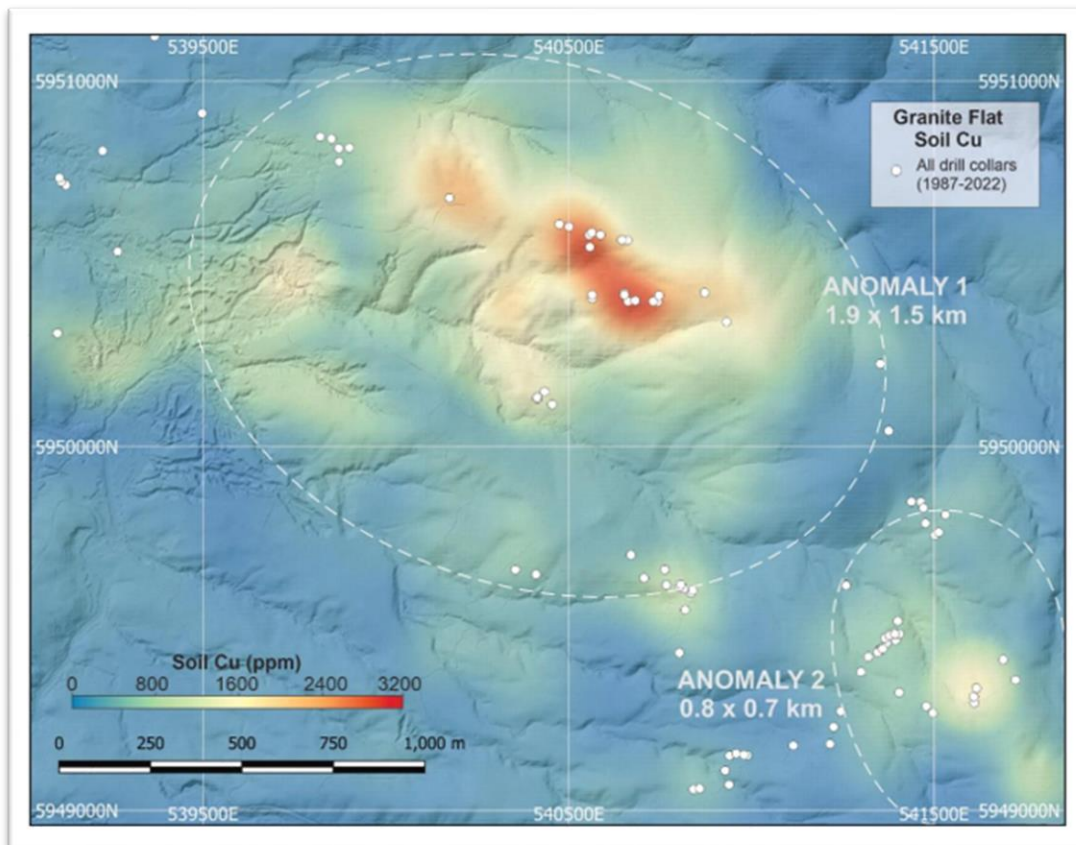 539500E 540500E 541500E
5951000N 5951000N
Granite Flat
Soil Cu
All drill collars
(1987-2022)
ANOMALY 1
1.9 x 1.5 km
5950000N 5950000N
Soil Cu (ppm)
0 800 1600 2400 3200
ANOMALY 2
0.8 x 0.7 km
0 250 500 750 1,000 m
5949000N 539500E 540500E 541500E 5949000N